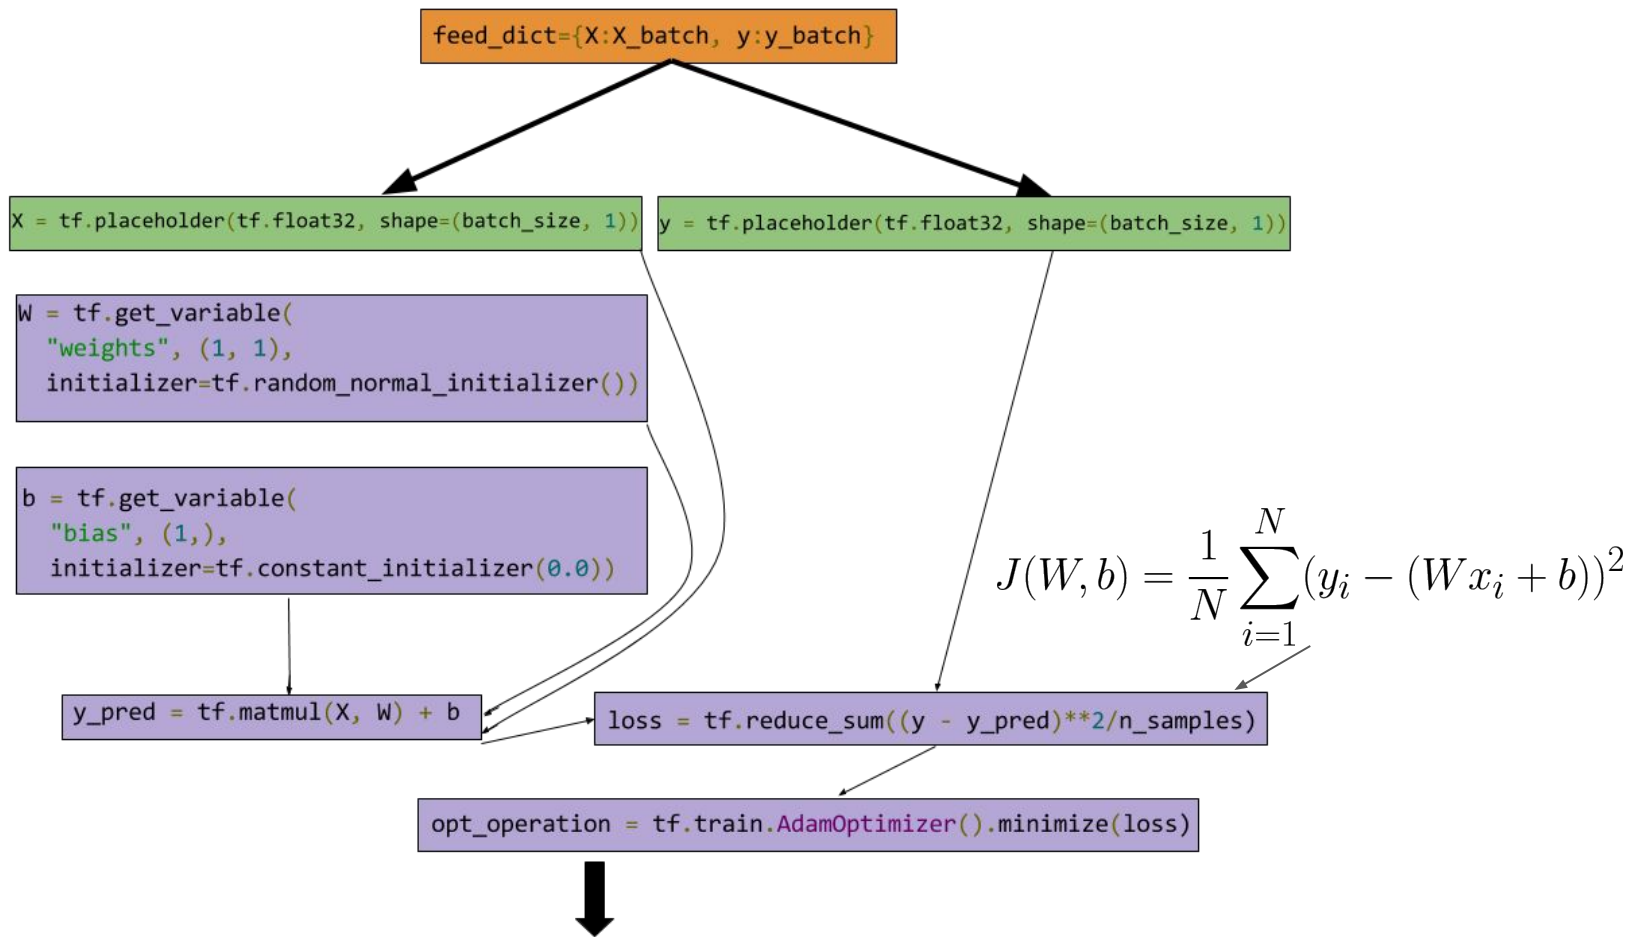 feed_dict={X:X_batch, y:y_batch}
X = tf.placeholder(tf.float32, shape=(batch_size, 1))
y = tf.placeholder(tf.float32, shape=(batch_size, 1))
W = tf.get_variable(
"weights", (1, 1),
initializer=tf.random_normal_initializer())
b = tf.get_variable(
"bias", (1,),
initializer=tf.constant_initializer(0.0))
J(W, b) = \frac{1}{N} \sum_{i=1}^{N} (y_i - (Wx_i + b))^2
y_pred = tf.matmul(X, W) + b
loss = tf.reduce_sum((y - y_pred)**2/n_samples)
opt_operation = tf.train.AdamOptimizer().minimize(loss)